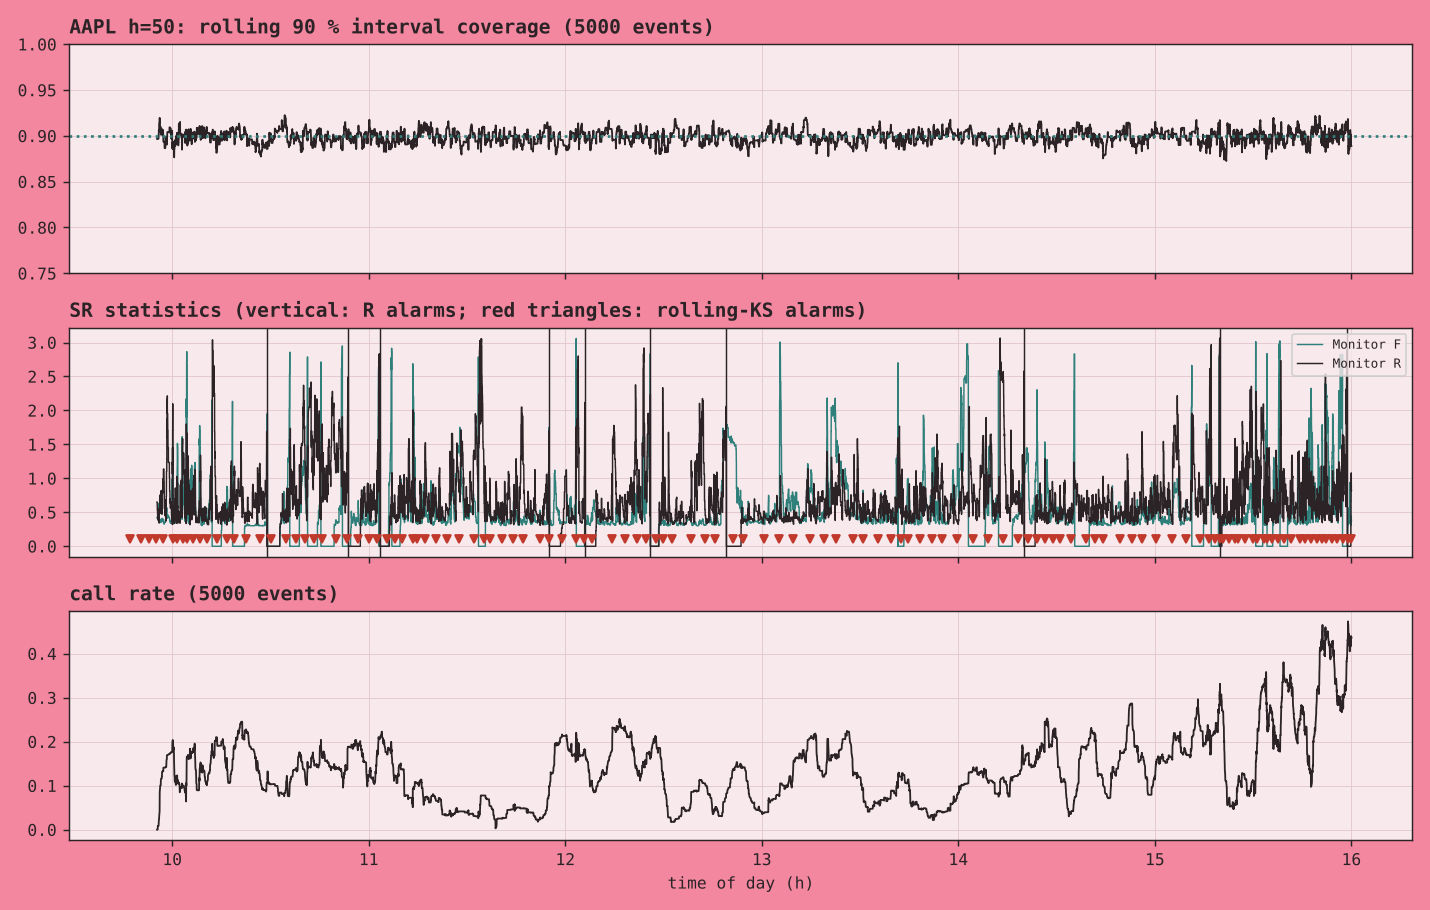 AAPL h=50: rolling 90 % interval coverage (5000 events)
1.00
0.95
0.90
0.85
0.80
0.75
SR statistics (vertical: R alarms; red triangles: rolling-KS alarms)
3.0
2.5
2.0
1.5
1.0
0.5
0.0
Monitor F
Monitor R
call rate (5000 events)
0.4
0.3
0.2
0.1
0.0
10 11 12 13 14 15 16
time of day (h)